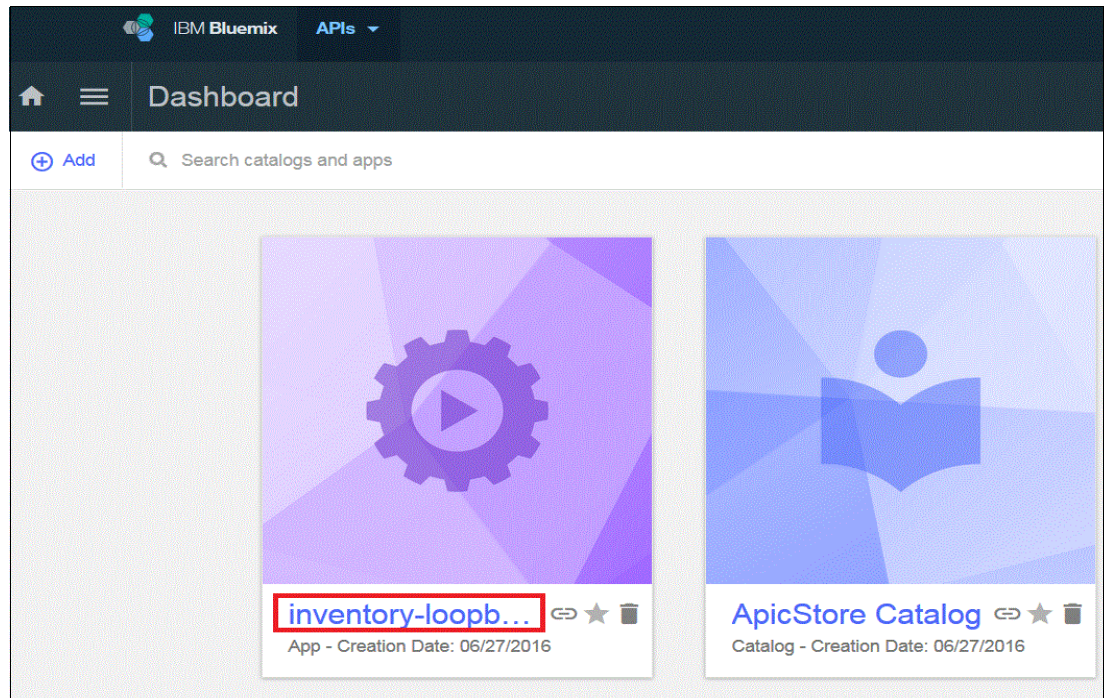 IBM Bluemix APIs
Dashboard
Add Search catalogs and apps
inventory-loopb...
App - Creation Date: 06/27/2016
ApicStore Catalog
Catalog - Creation Date: 06/27/2016